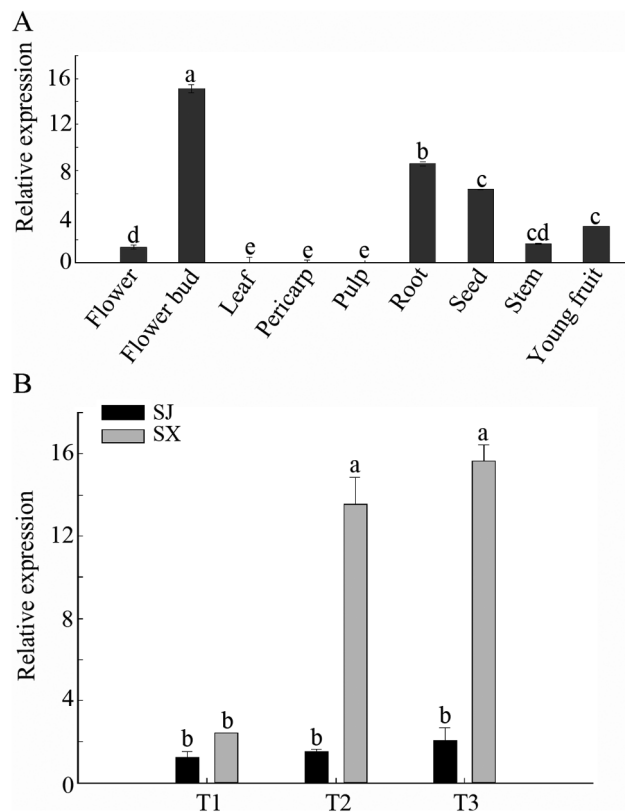 A
Relative expression
16
12
8
4
0
a
b
c
c
d
cd
e
e
e
Flower
Flower bud
Leaf
Pericarp
Pulp
Root
Seed
Stem
Young fruit
B
SJ
SX
Relative expression
16
12
8
4
0
b
b
b
a
b
a
T1
T2
T3